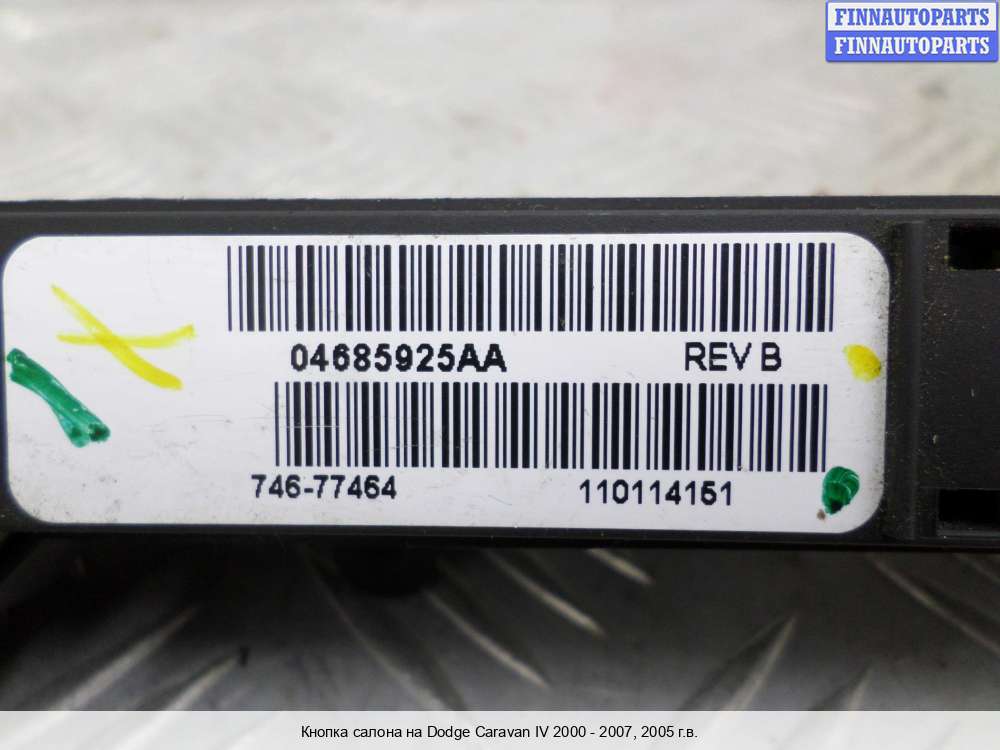 FINNAUTOPARTS
FINNAUTOPARTS
04685925AA REV B
746-77464 110114151
Кнопка салона на Dodge Caravan IV 2000 - 2007, 2005 г.в.